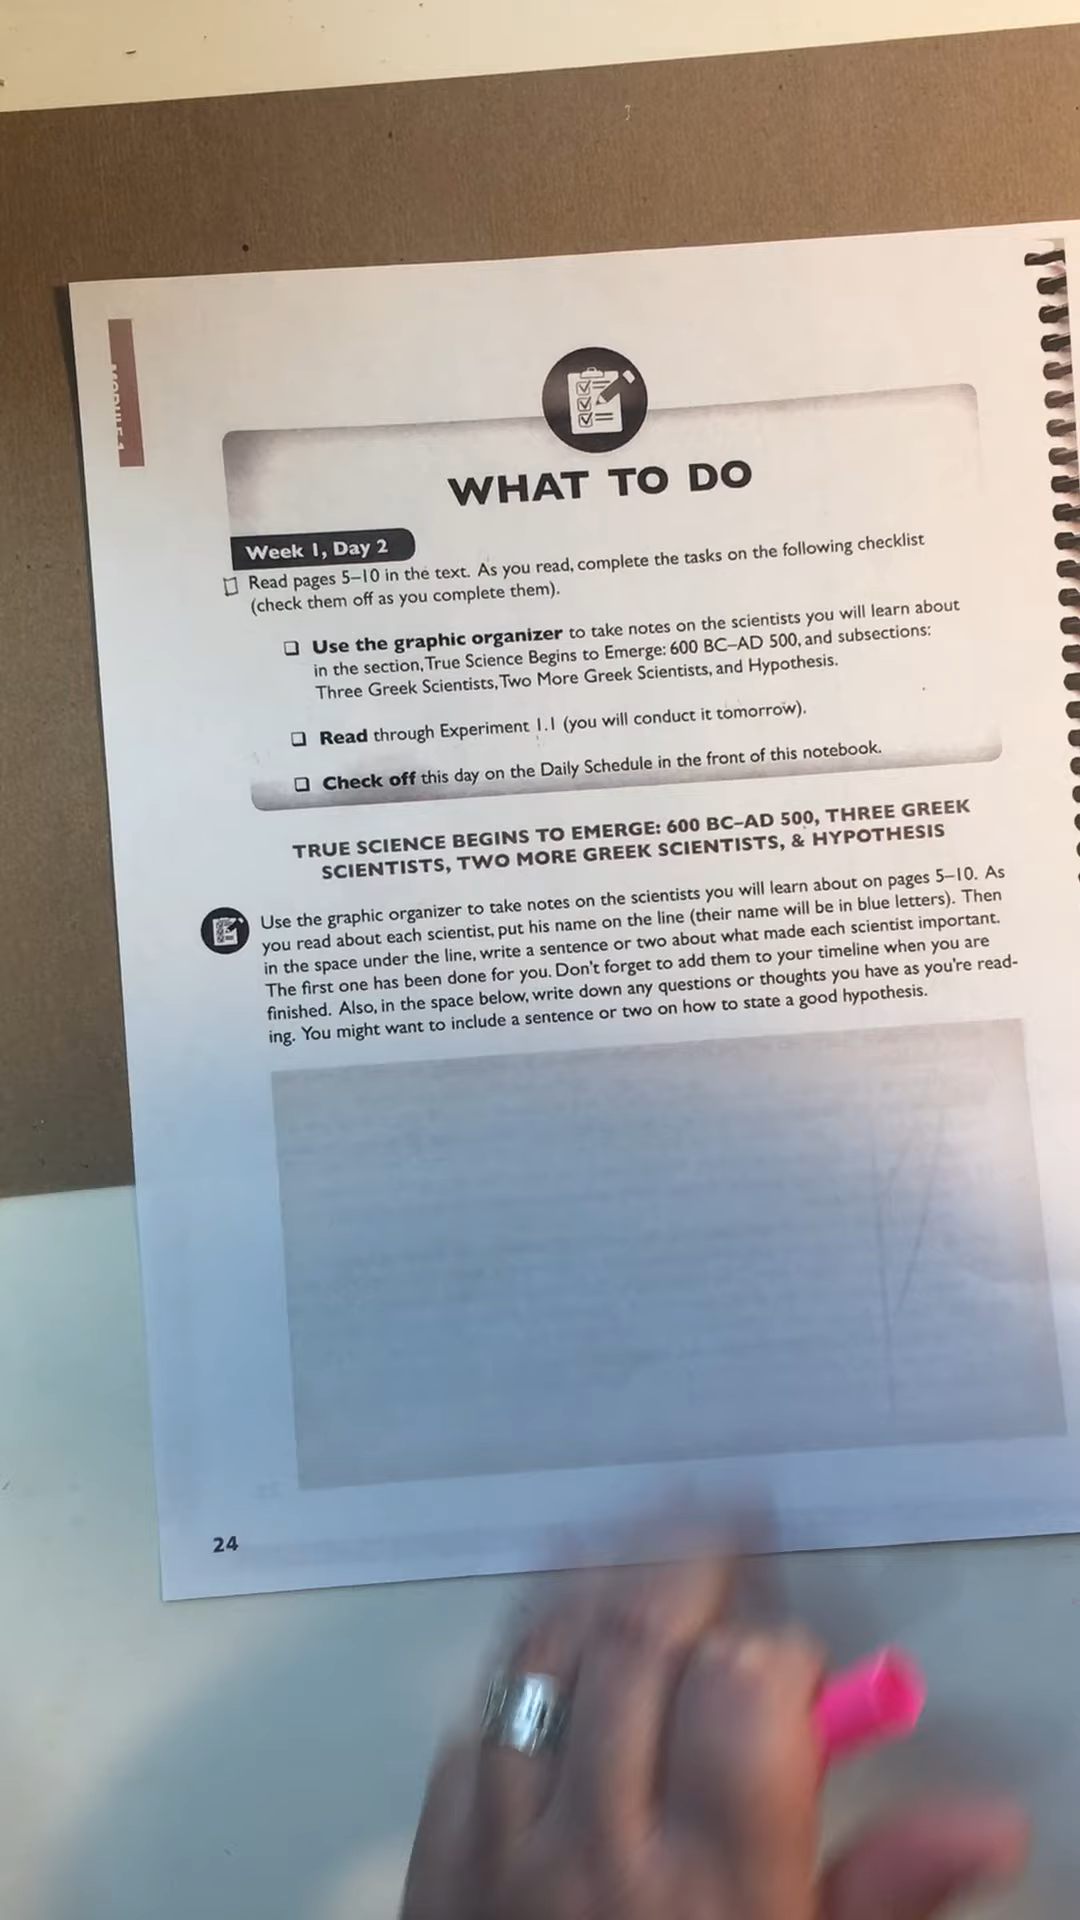 MODULE 1
WHAT TO DO
Week 1, Day 2
Read pages 5–10 in the text. As you read, complete the tasks on the following checklist
(check them off as you complete them).
Use the graphic organizer to take notes on the scientists you will learn about
in the section, True Science Begins to Emerge: 600 BC–AD 500, and subsections:
Three Greek Scientists, Two More Greek Scientists, and Hypothesis.
Read through Experiment 1.1 (you will conduct it tomorrow).
Check off this day on the Daily Schedule in the front of this notebook.
TRUE SCIENCE BEGINS TO EMERGE: 600 BC–AD 500, THREE GREEK
SCIENTISTS, TWO MORE GREEK SCIENTISTS, & HYPOTHESIS
Use the graphic organizer to take notes on the scientists you will learn about on pages 5–10. As
you read about each scientist, put his name on the line (their name will be in blue letters). Then
in the space under the line, write a sentence or two about what made each scientist important.
The first one has been done for you. Don't forget to add them to your timeline when you are
finished. Also, in the space below, write down any questions or thoughts you have as you're read-
ing. You might want to include a sentence or two on how to state a good hypothesis.
24